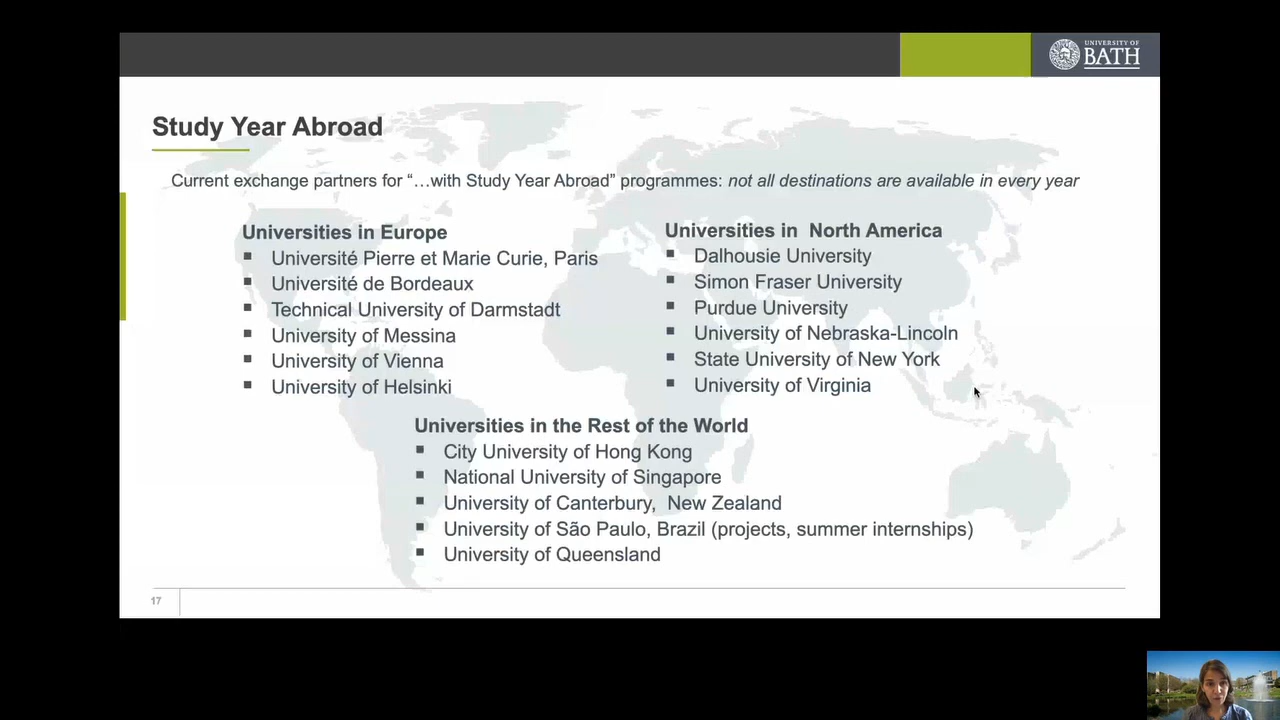 UNIVERSITY OF
BATH
Study Year Abroad
Current exchange partners for “…with Study Year Abroad” programmes: not all destinations are available in every year
Universities in Europe
Université Pierre et Marie Curie, Paris
Université de Bordeaux
Technical University of Darmstadt
University of Messina
University of Vienna
University of Helsinki
Universities in  North America
Dalhousie University
Simon Fraser University
Purdue University
University of Nebraska-Lincoln
State University of New York
University of Virginia
Universities in the Rest of the World
City University of Hong Kong
National University of Singapore
University of Canterbury,  New Zealand
University of São Paulo, Brazil (projects, summer internships)
University of Queensland
17